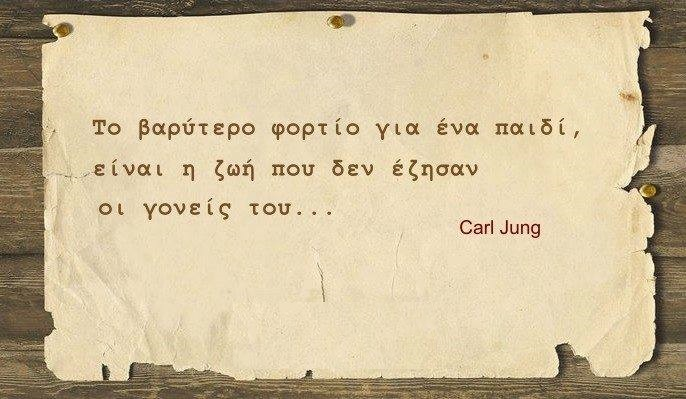 Το βαρύτερο φορτίο για ένα παιδί,
είναι η ζωή που δεν έζησαν
οι γονείς του...
Carl Jung